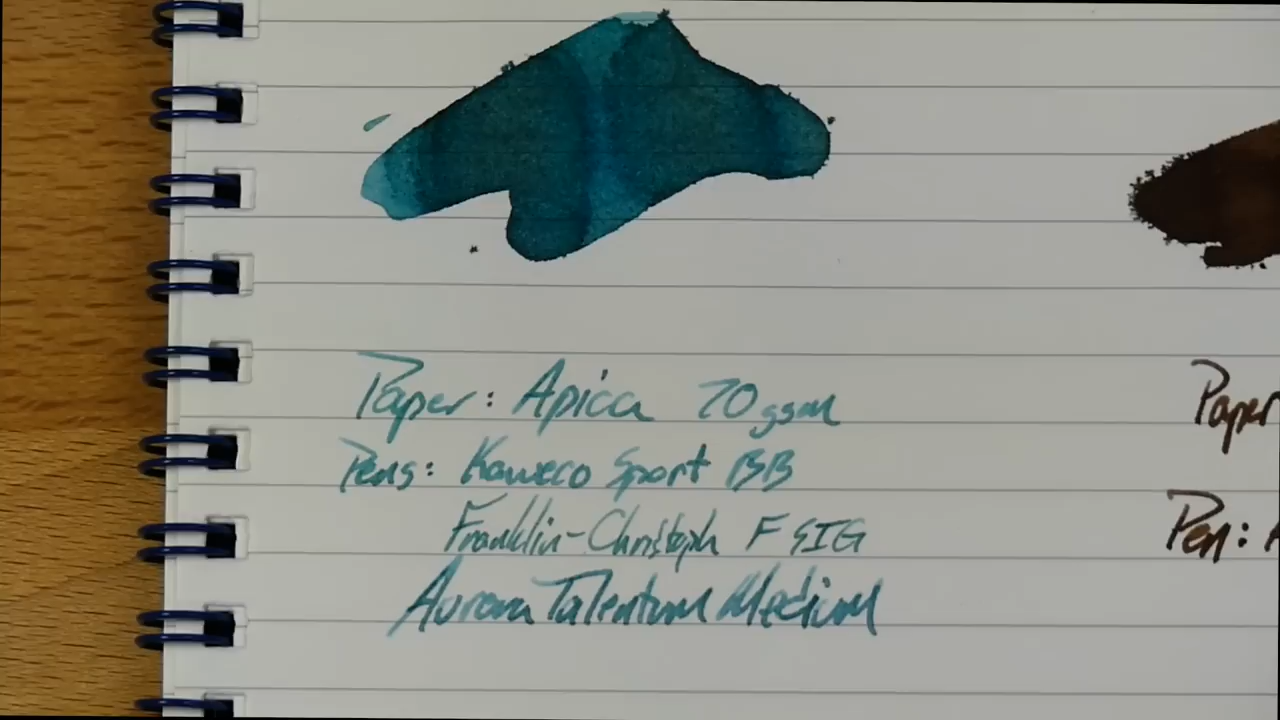 Paper: Apica 70gsm
Pens: Kaweco Sport BB
Franklin-Christoph F SIG
Aurora Talentum Medium
Paper
Pen: